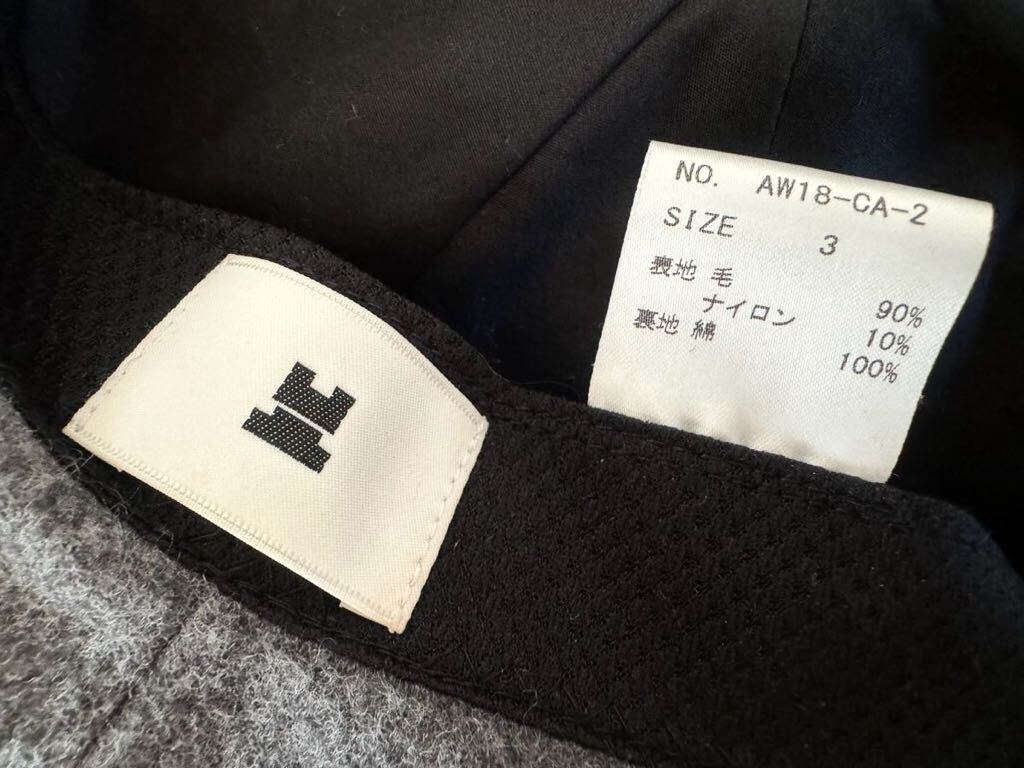 NO. AW18-CA-2
SIZE 3
表地 毛 90%
ナイロン 10%
裏地 綿 100%